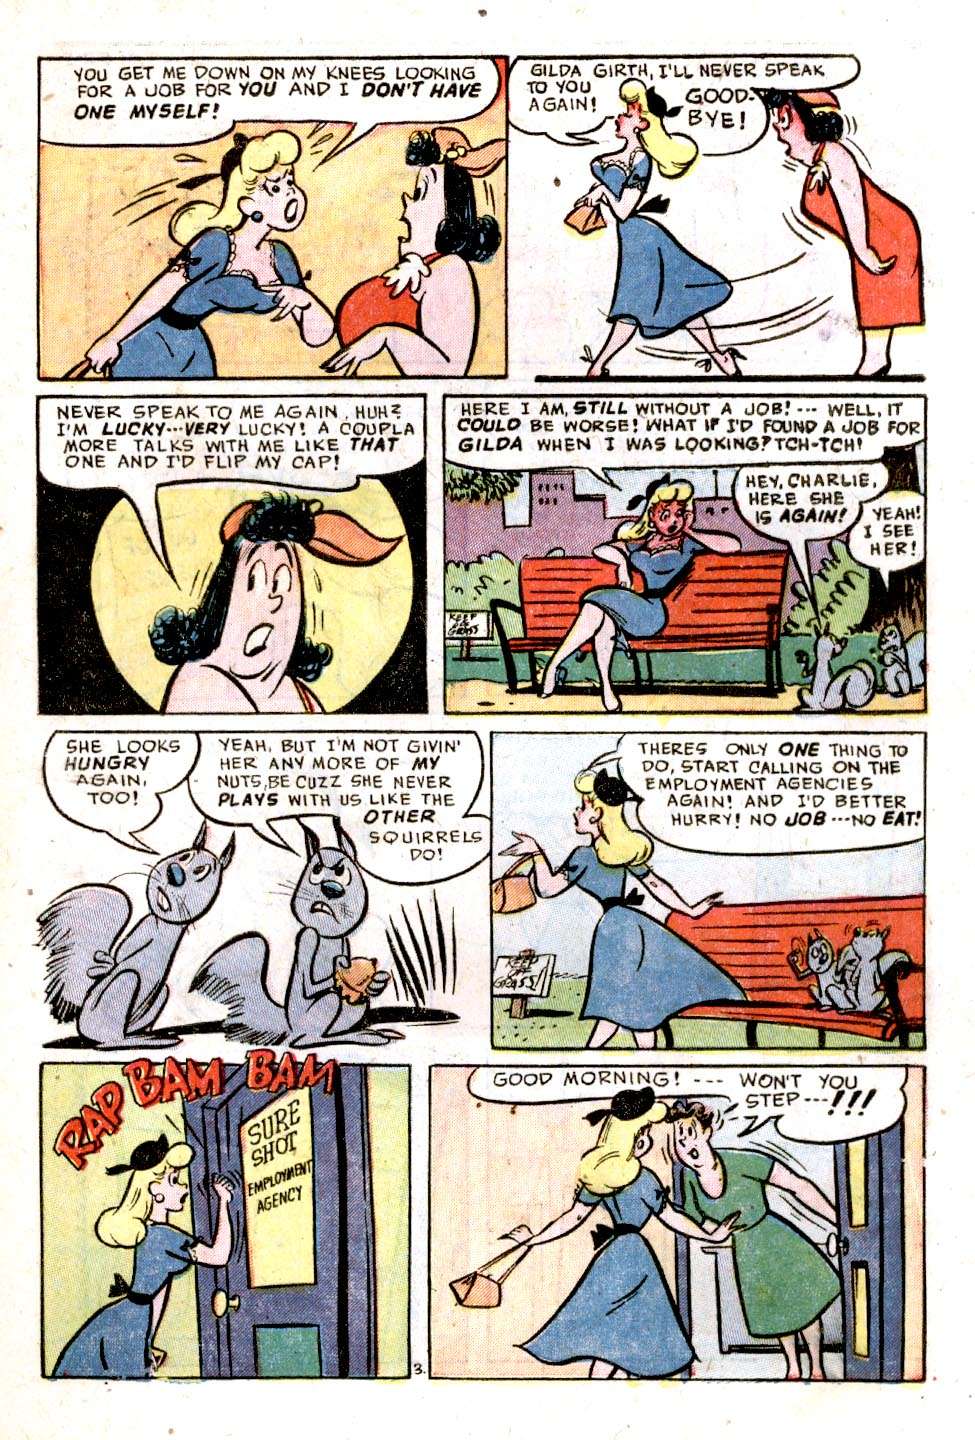 YOU GET ME DOWN ON MY KNEES LOOKING
FOR A JOB FOR YOU AND I DON'T HAVE
ONE MYSELF!
GILDA GIRTH, I'LL NEVER SPEAK
TO YOU
AGAIN!
GOOD-
BYE!
NEVER SPEAK TO ME AGAIN, HUH?
I'M LUCKY---VERY LUCKY! A COUPLA
MORE TALKS WITH ME LIKE THAT
ONE AND I'D FLIP MY CAP!
HERE I AM, STILL WITHOUT A JOB! --- WELL, IT
COULD BE WORSE! WHAT IF I'D FOUND A JOB FOR
GILDA WHEN I WAS LOOKING? TCH-TCH!
HEY, CHARLIE,
HERE SHE
IS AGAIN!
YEAH!
I SEE
HER!
KEEP
OFF
GRASS
SHE LOOKS
HUNGRY
AGAIN,
TOO!
YEAH, BUT I'M NOT GIVIN'
HER ANY MORE OF MY
NUTS, BE CUZZ SHE NEVER
PLAYS WITH US LIKE THE
OTHER
SQUIRRELS
DO!
THERES ONLY ONE THING TO
DO, START CALLING ON THE
EMPLOYMENT AGENCIES
AGAIN! AND I'D BETTER
HURRY! NO JOB --- NO EAT!
KEEP
OFF
GRASS!
RAP BAM BAM
SURE
SHOT
EMPLOYMENT
AGENCY
3.
GOOD MORNING! --- WON'T YOU
STEP---!!!